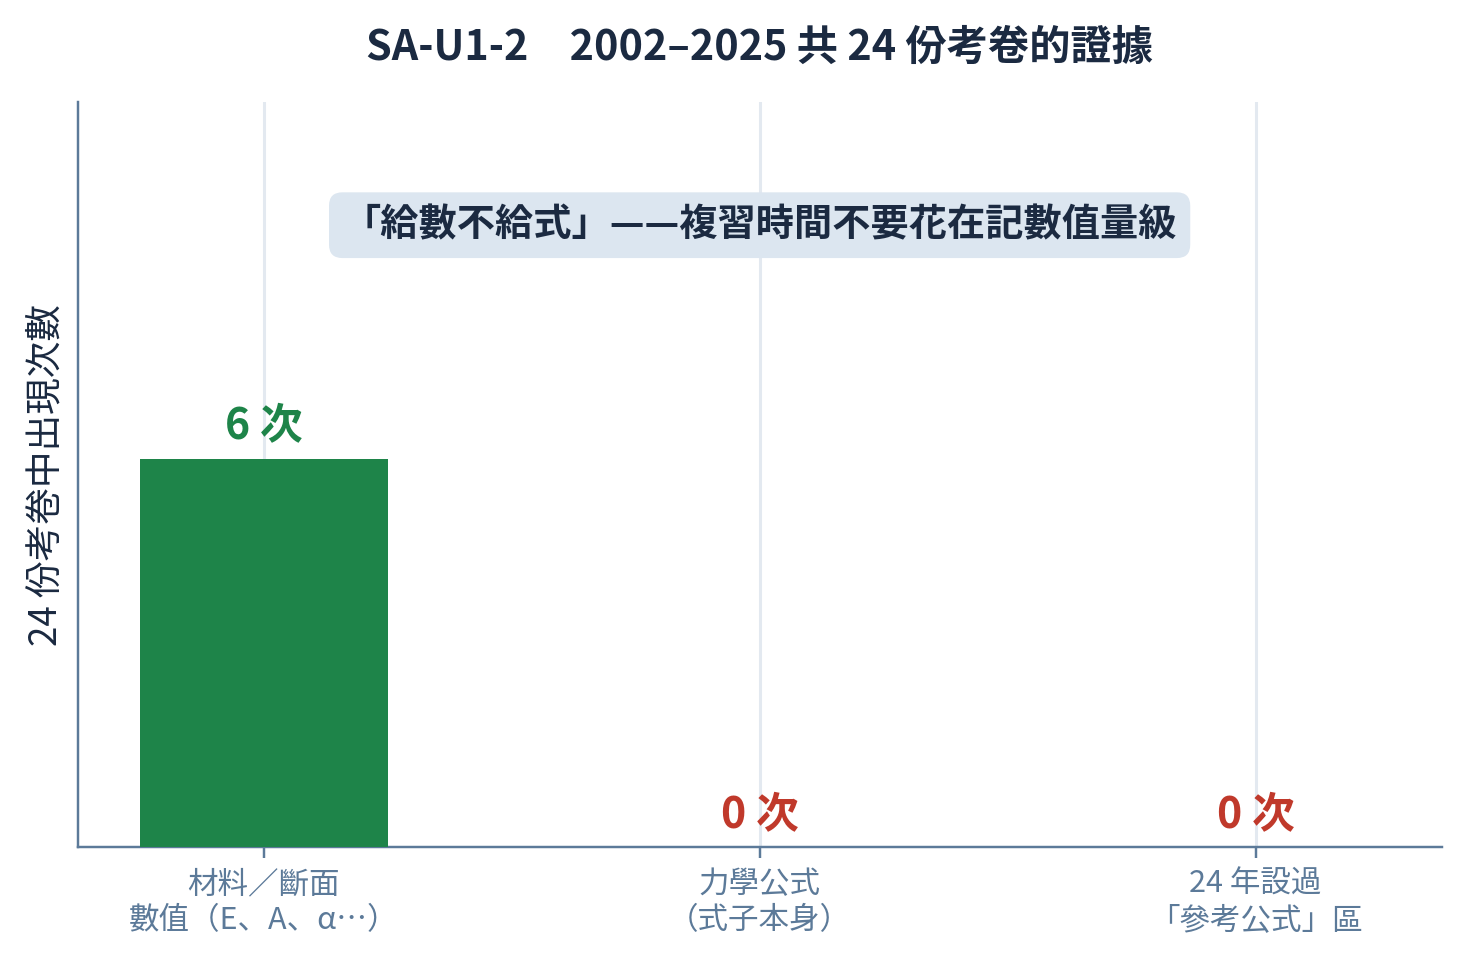 SA-U1-2　2002–2025 共 24 份考卷的證據
「給數不給式」——複習時間不要花在記數值量級
24 份考卷中出現次數
6 次
0 次
0 次
材料／斷面
數值（E、A、α⋯）
力學公式
（式子本身）
24 年設過
「參考公式」區